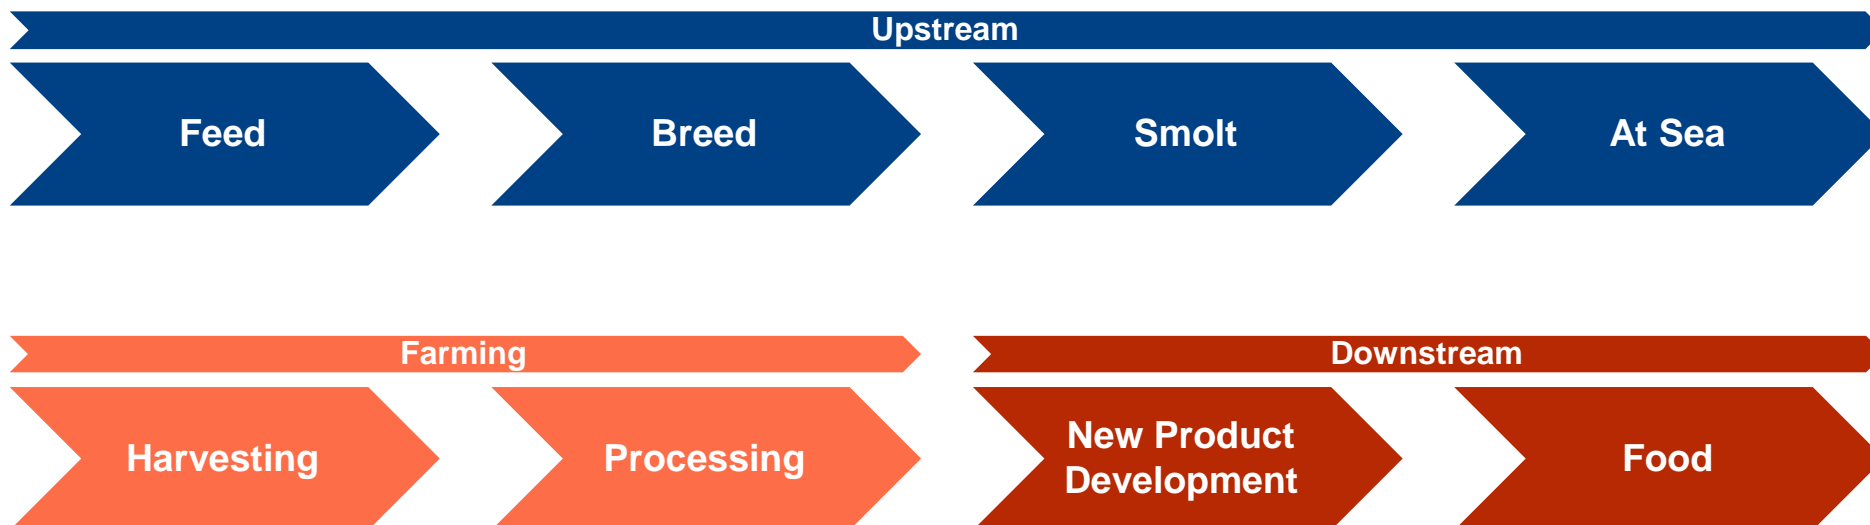 Upstream
Feed
Breed
Smolt
At Sea
Farming
Downstream
Harvesting
Processing
New Product
Development
Food